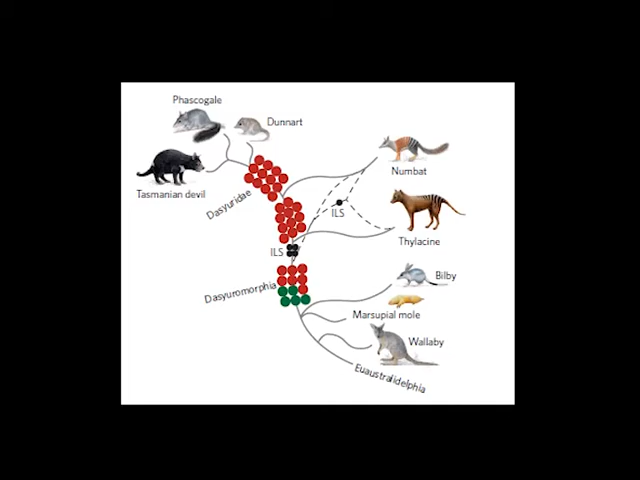 Phascogale
Dunnart
Numbat
Tasmanian devil
Dasyuridae
ILS
Thylacine
ILS
Bilby
Dasyuromorphia
Marsupial mole
Wallaby
Euaustralidelphia